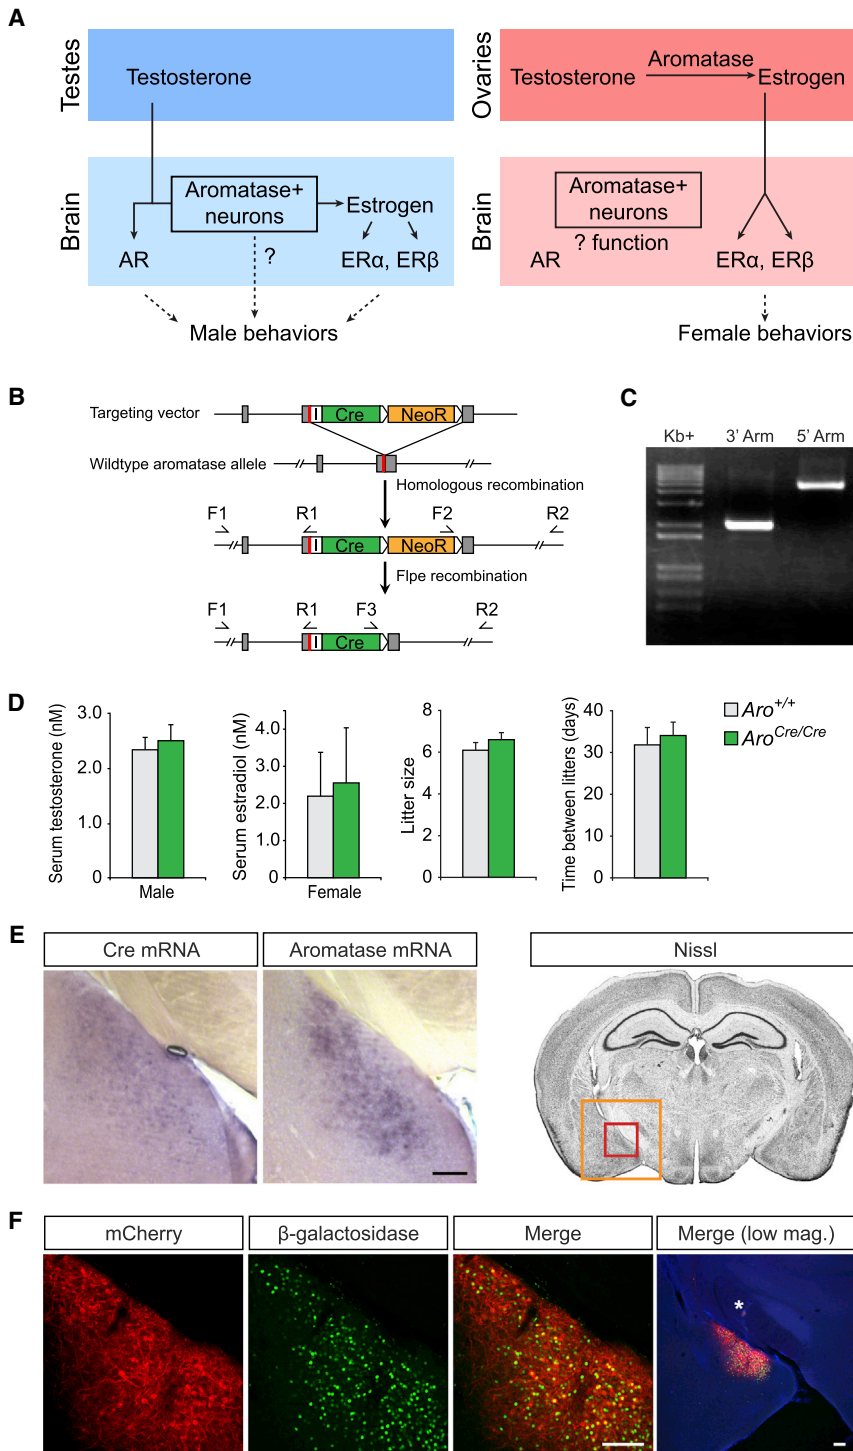 A
Testes
Testosterone
Brain
Aromatase+
neurons
Estrogen
AR
?
ERα, ERβ
Male behaviors
Ovaries
Testosterone
Aromatase
Estrogen
Brain
Aromatase+
neurons
? function
AR
ERα, ERβ
Female behaviors
B
Targeting vector
I
Cre
NeoR
Wildtype aromatase allele
Homologous recombination
F1
R1
F2
R2
I
Cre
NeoR
Flpe recombination
F1
R1
F3
R2
I
Cre
C
Kb+
3' Arm
5' Arm
D
Serum testosterone (nM)
3.0
2.0
1.0
0
Male
Serum estradiol (nM)
4.0
3.0
2.0
1.0
0
Female
Litter size
8
6
4
2
0
Time between litters (days)
40
30
20
10
0
Aro+/+
AroCre/Cre
E
Cre mRNA
Aromatase mRNA
Nissl
F
mCherry
β-galactosidase
Merge
Merge (low mag.)
*